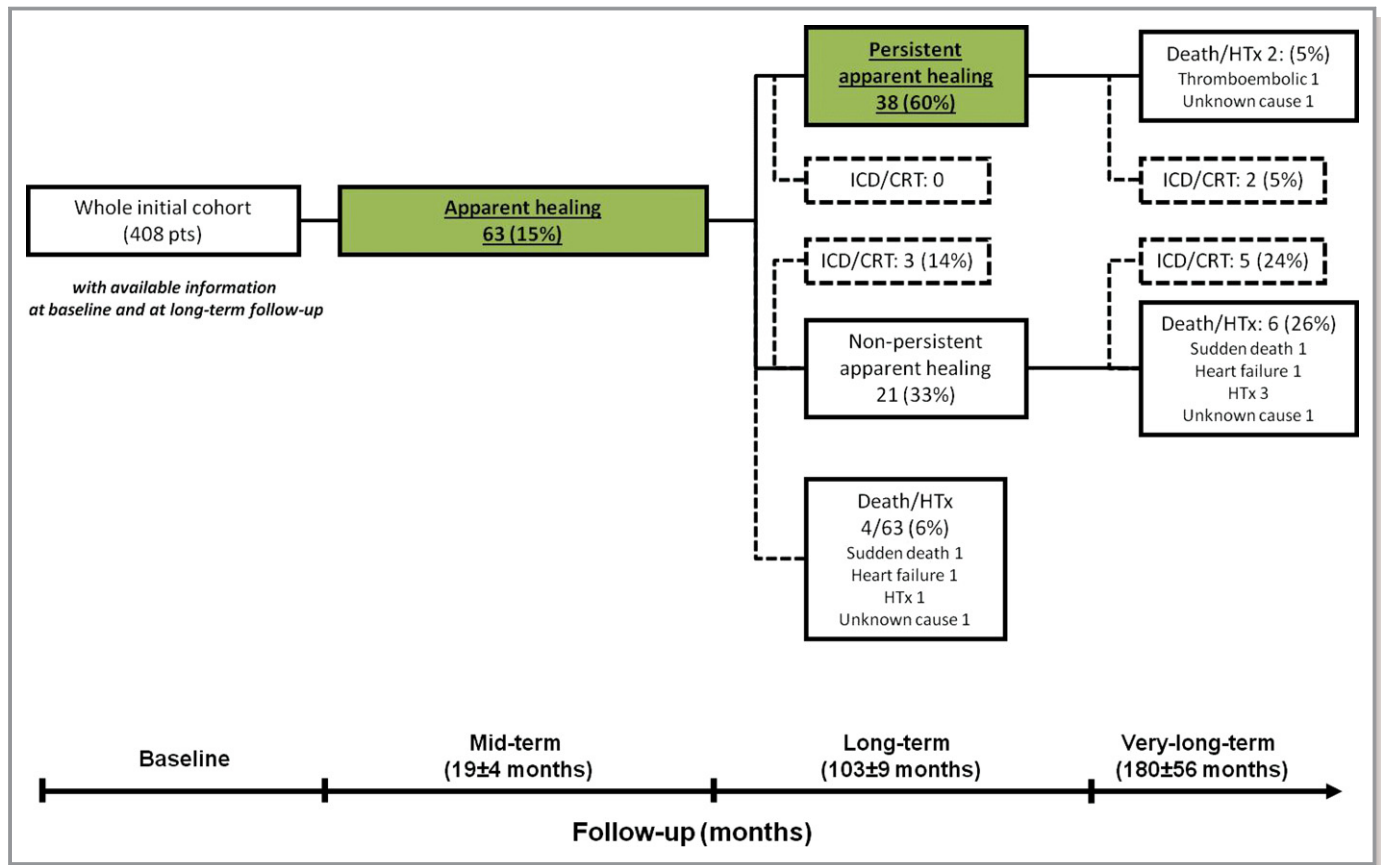 Whole initial cohort
(408 pts)
with available information
at baseline and at long-term follow-up
Apparent healing
63 (15%)
Persistent
apparent healing
38 (60%)
ICD/CRT: 0
ICD/CRT: 3 (14%)
Non-persistent
apparent healing
21 (33%)
Death/HTx
4/63 (6%)
Sudden death 1
Heart failure 1
HTx 1
Unknown cause 1
Death/HTx 2: (5%)
Thromboembolic 1
Unknown cause 1
ICD/CRT: 2 (5%)
ICD/CRT: 5 (24%)
Death/HTx: 6 (26%)
Sudden death 1
Heart failure 1
HTx 3
Unknown cause 1
Baseline
Mid-term
(19±4 months)
Long-term
(103±9 months)
Very-long-term
(180±56 months)
Follow-up (months)